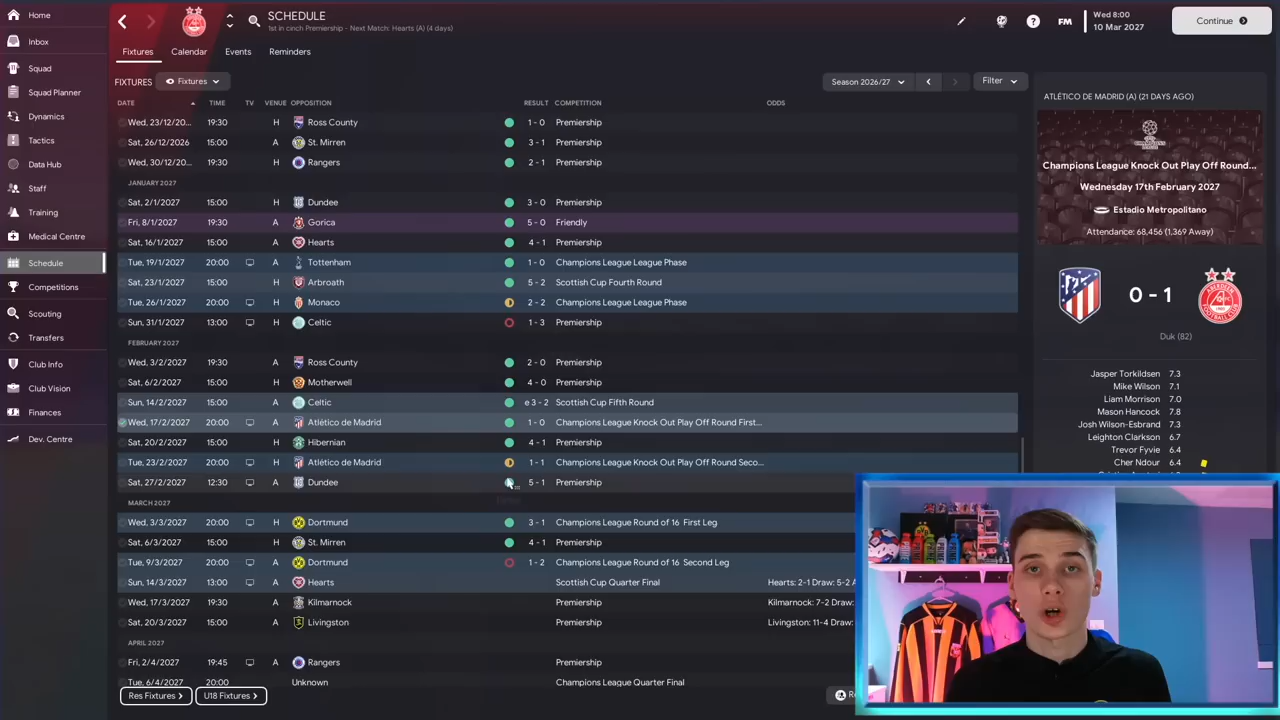 Home
Inbox
Squad
Squad Planner
Dynamics
Tactics
Data Hub
Staff
Training
Medical Centre
Schedule
Competitions
Scouting
Transfers
Club Info
Club Vision
Finances
Dev. Centre
SCHEDULE
1st in cinch Premiership - Next Match: Hearts (A) (4 days)
FM
Wed 8:00
10 Mar 2027
Continue
Fixtures Calendar Events Reminders
FIXTURES Fixtures Season 2026/27 Filter
DATE TIME TV VENUE OPPOSITION RESULT COMPETITION ODDS
Wed, 23/12/20... 19:30 H Ross County 1 - 0 Premiership
Sat, 26/12/2026 15:00 A St. Mirren 3 - 1 Premiership
Wed, 30/12/20... 19:30 H Rangers 2 - 1 Premiership
JANUARY 2027
Sat, 2/1/2027 15:00 H Dundee 3 - 0 Premiership
Fri, 8/1/2027 19:30 A Gorica 5 - 0 Friendly
Sat, 16/1/2027 15:00 A Hearts 4 - 1 Premiership
Tue, 19/1/2027 20:00 A Tottenham 1 - 0 Champions League League Phase
Sat, 23/1/2027 15:00 A Arbroath 5 - 2 Scottish Cup Fourth Round
Tue, 26/1/2027 20:00 H Monaco 2 - 2 Champions League League Phase
Sun, 31/1/2027 13:00 H Celtic 1 - 3 Premiership
FEBRUARY 2027
Wed, 3/2/2027 19:30 A Ross County 2 - 0 Premiership
Sat, 6/2/2027 15:00 H Motherwell 4 - 0 Premiership
Sun, 14/2/2027 15:00 A Celtic e 3 - 2 Scottish Cup Fifth Round
Wed, 17/2/2027 20:00 A Atlético de Madrid 1 - 0 Champions League Knock Out Play Off Round First...
Sat, 20/2/2027 15:00 H Hibernian 4 - 1 Premiership
Tue, 23/2/2027 20:00 H Atlético de Madrid 1 - 1 Champions League Knock Out Play Off Round Seco...
Sat, 27/2/2027 12:30 A Dundee 5 - 1 Premiership
MARCH 2027
Wed, 3/3/2027 20:00 H Dortmund 3 - 1 Champions League Round of 16 First Leg
Sat, 6/3/2027 15:00 H St. Mirren 4 - 1 Premiership
Tue, 9/3/2027 20:00 A Dortmund 1 - 2 Champions League Round of 16 Second Leg
Sun, 14/3/2027 13:00 A Hearts Scottish Cup Quarter Final Hearts: 2-1 Draw: 5-2 A
Wed, 17/3/2027 19:30 A Kilmarnock Premiership Kilmarnock: 7-2 Draw:
Sat, 20/3/2027 15:00 A Livingston Premiership Livingston: 11-4 Draw:
APRIL 2027
Fri, 2/4/2027 19:45 A Rangers Premiership
Tue, 6/4/2027 20:00 Unknown Champions League Quarter Final
Res Fixtures U18 Fixtures
ATLÉTICO DE MADRID (A) (21 DAYS AGO)
Champions League Knock Out Play Off Round...
Wednesday 17th February 2027
Estadio Metropolitano
Attendance: 68,456 (1,369 Away)
0 - 1
Duk (82)
Jasper Torkildsen 7.3
Mike Wilson 7.1
Liam Morrison 7.0
Mason Hancock 7.8
Josh Wilson-Esbrand 7.3
Leighton Clarkson 6.7
Trevor Fyvie 6.4
Cher Ndour 6.4